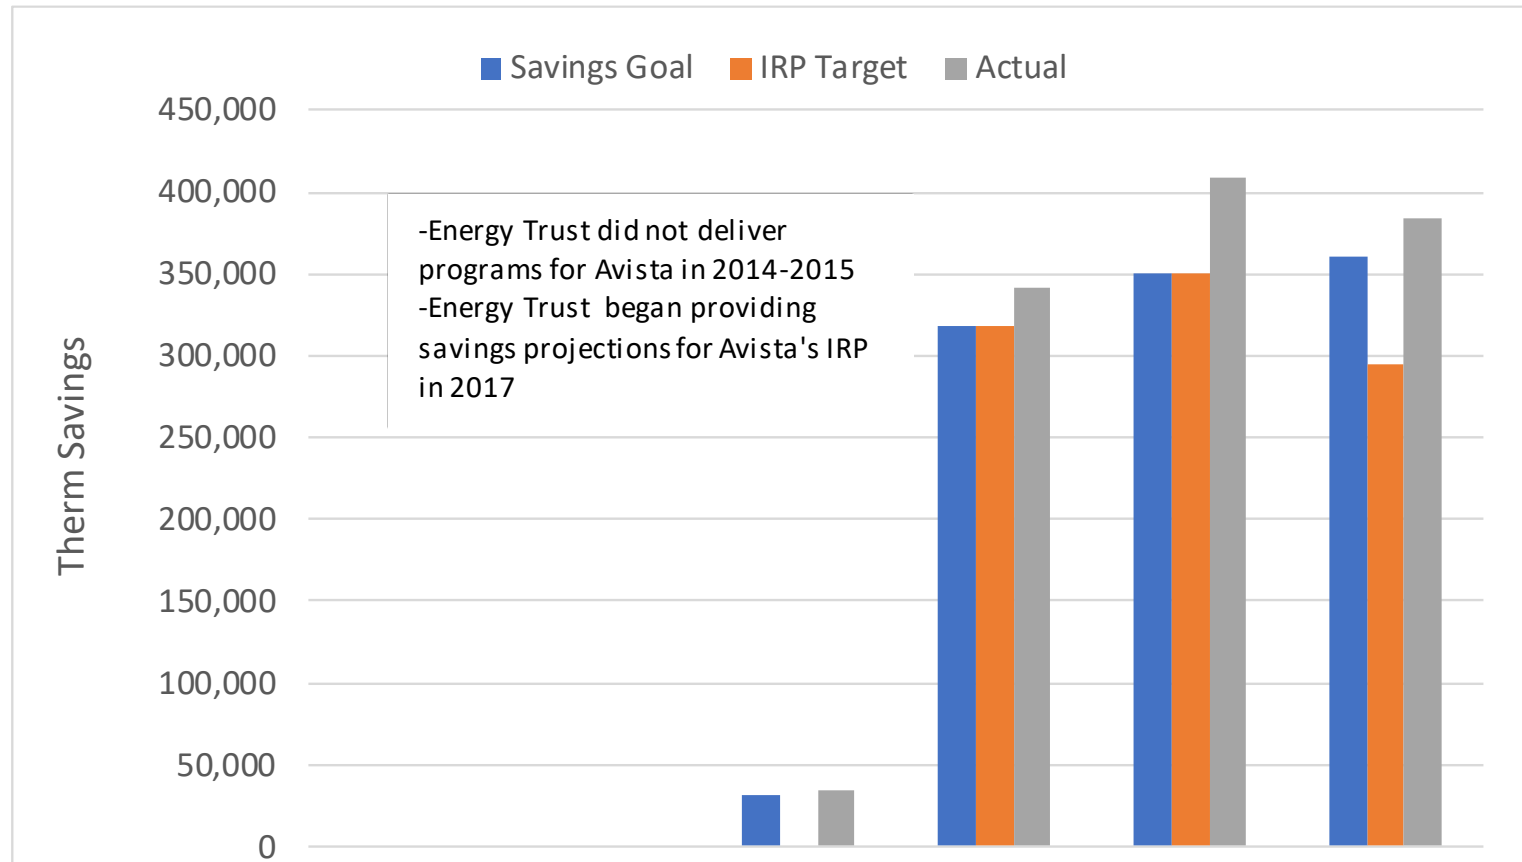 Savings Goal IRP Target Actual
450,000
400,000
350,000
300,000
250,000
200,000
150,000
100,000
50,000
0
Therm Savings
-Energy Trust did not deliver
programs for Avista in 2014-2015
-Energy Trust began providing
savings projections for Avista's IRP
in 2017